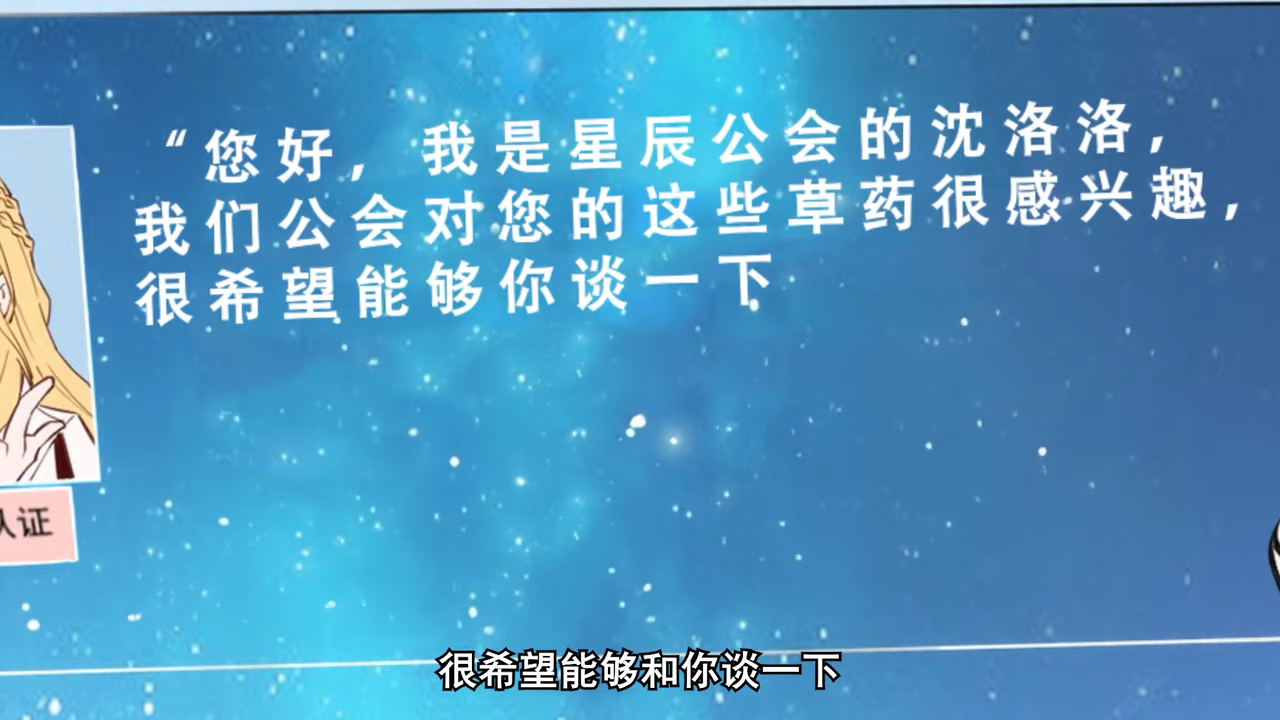 “您好，我是星辰公会的沈洛洛，
我们公会对您的这些草药很感兴趣，
很希望能够你谈一下
认证
很希望能够和你谈一下